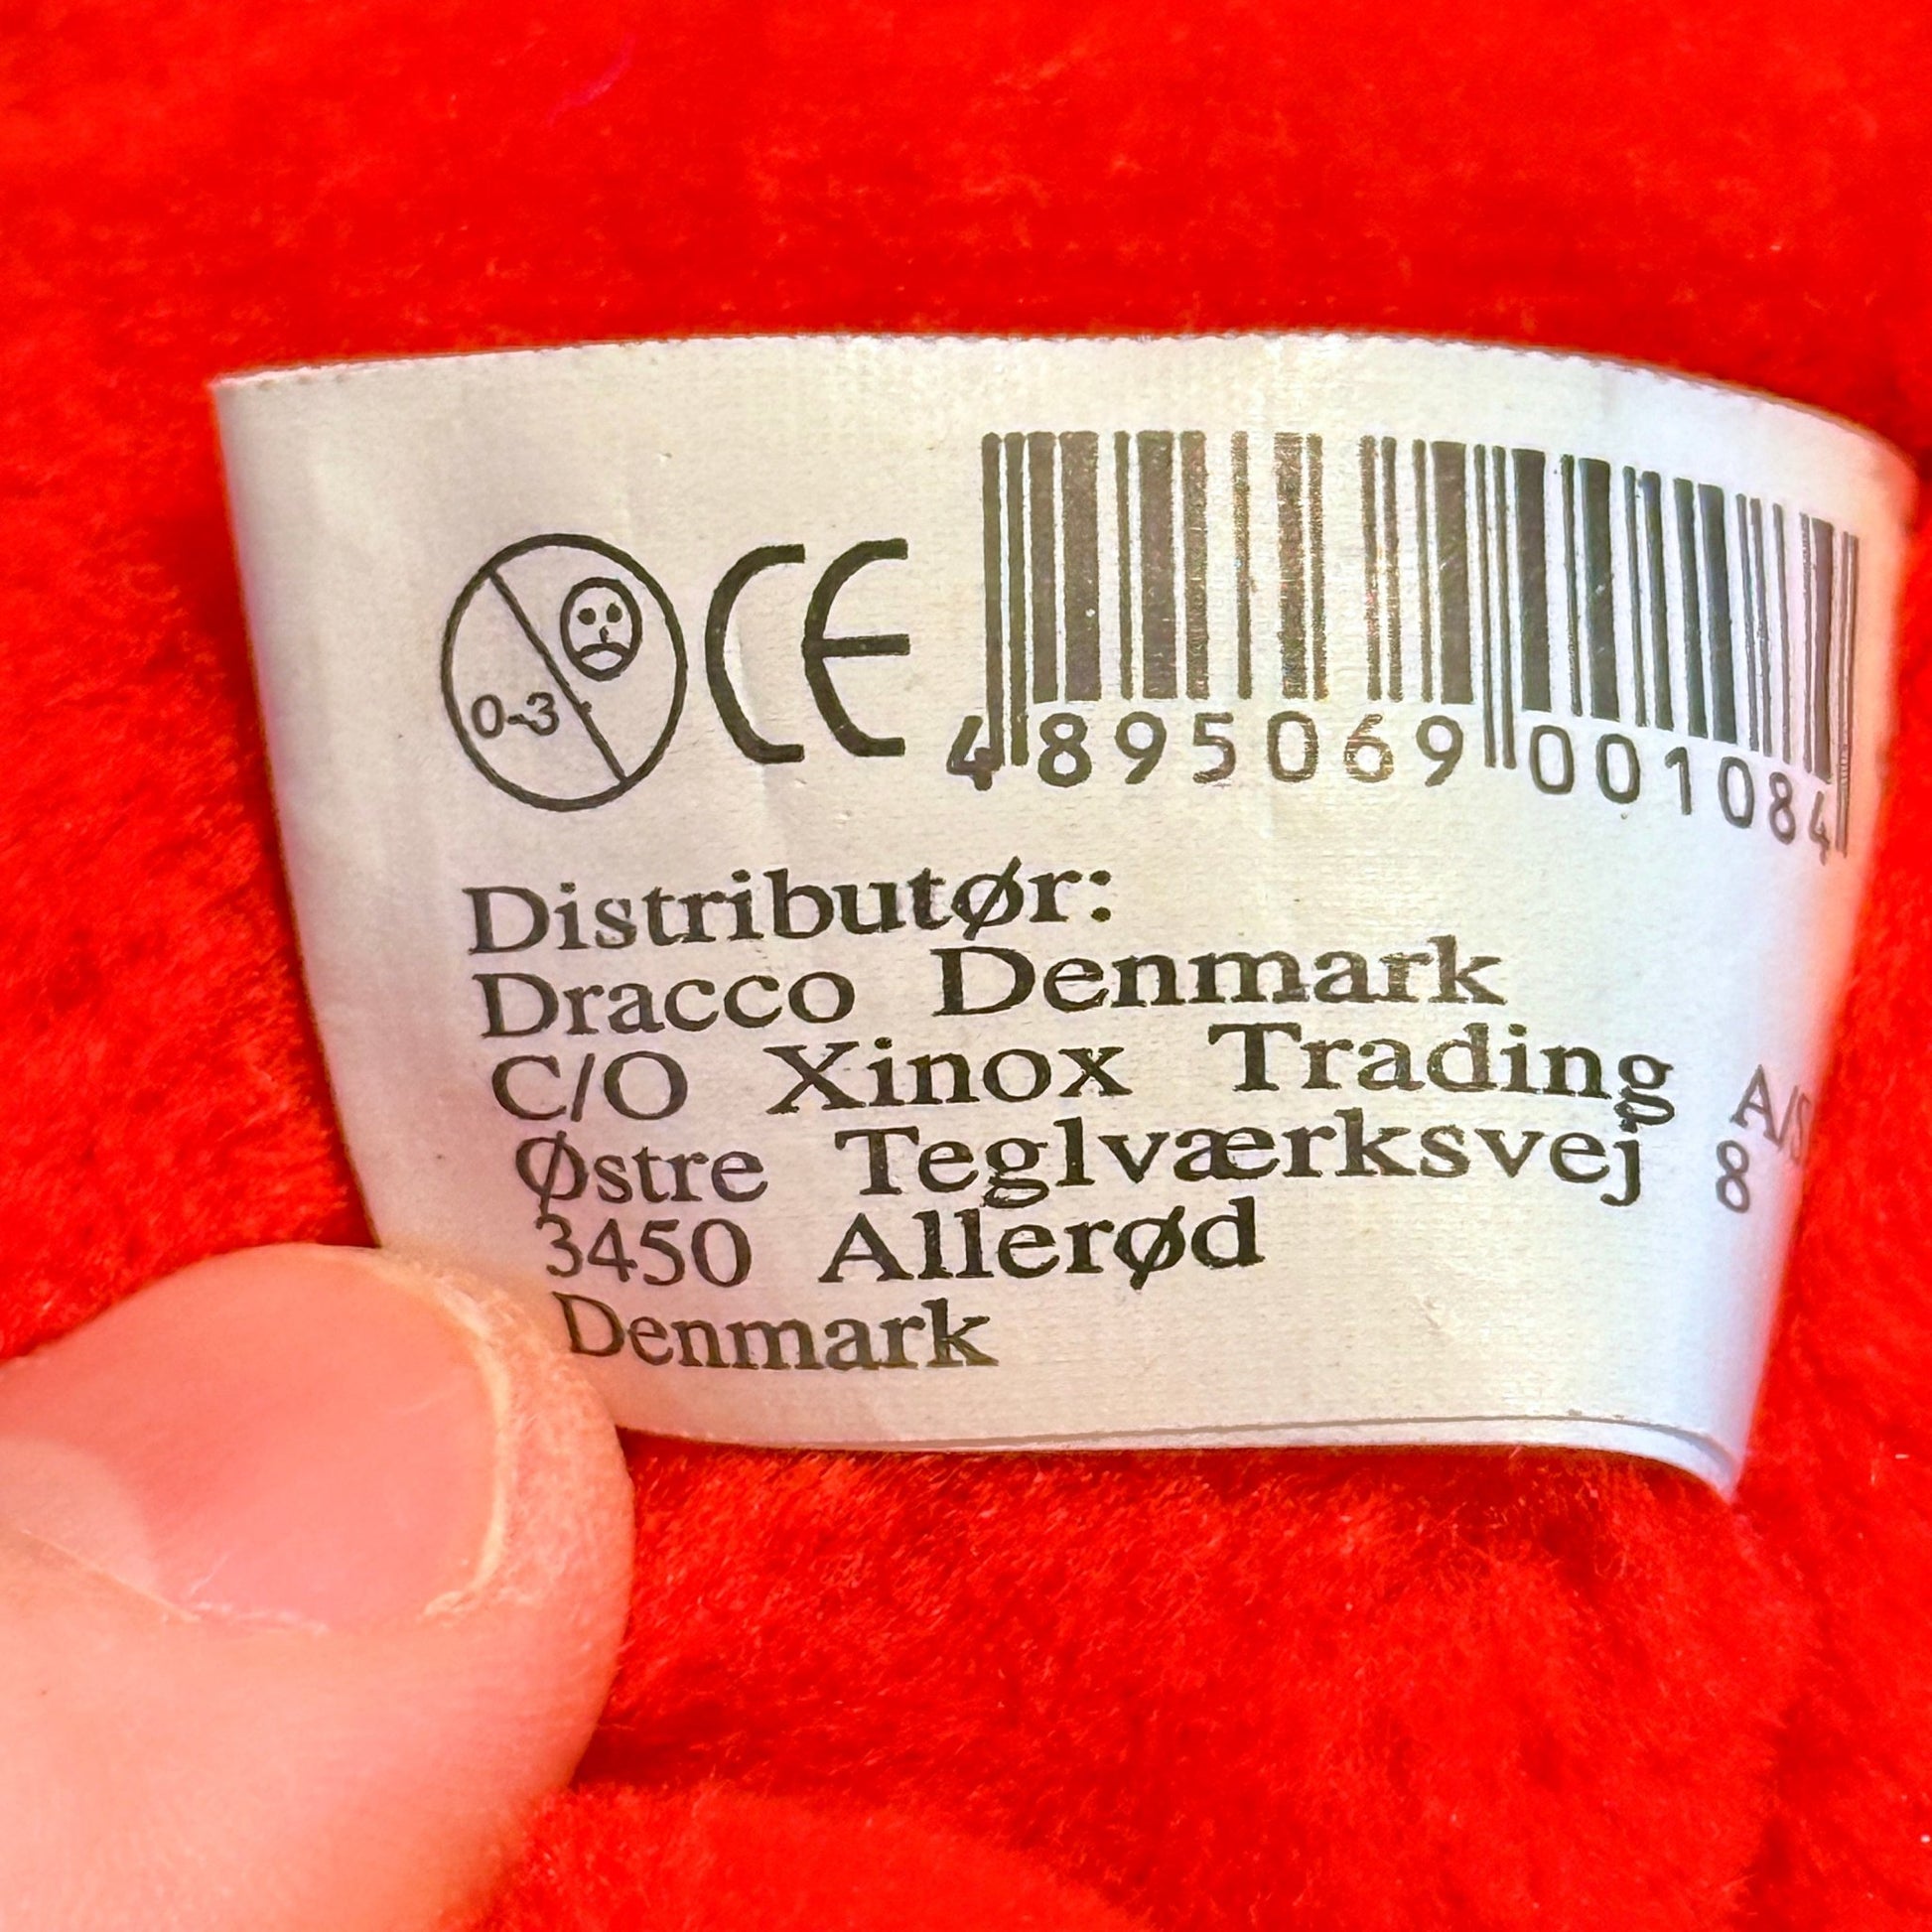 0-3 CE
4 895069 001084
Distributør:
Dracco Denmark
C/O Xinox Trading A/S
Østre Teglværksvej 8
3450 Allerød
Denmark